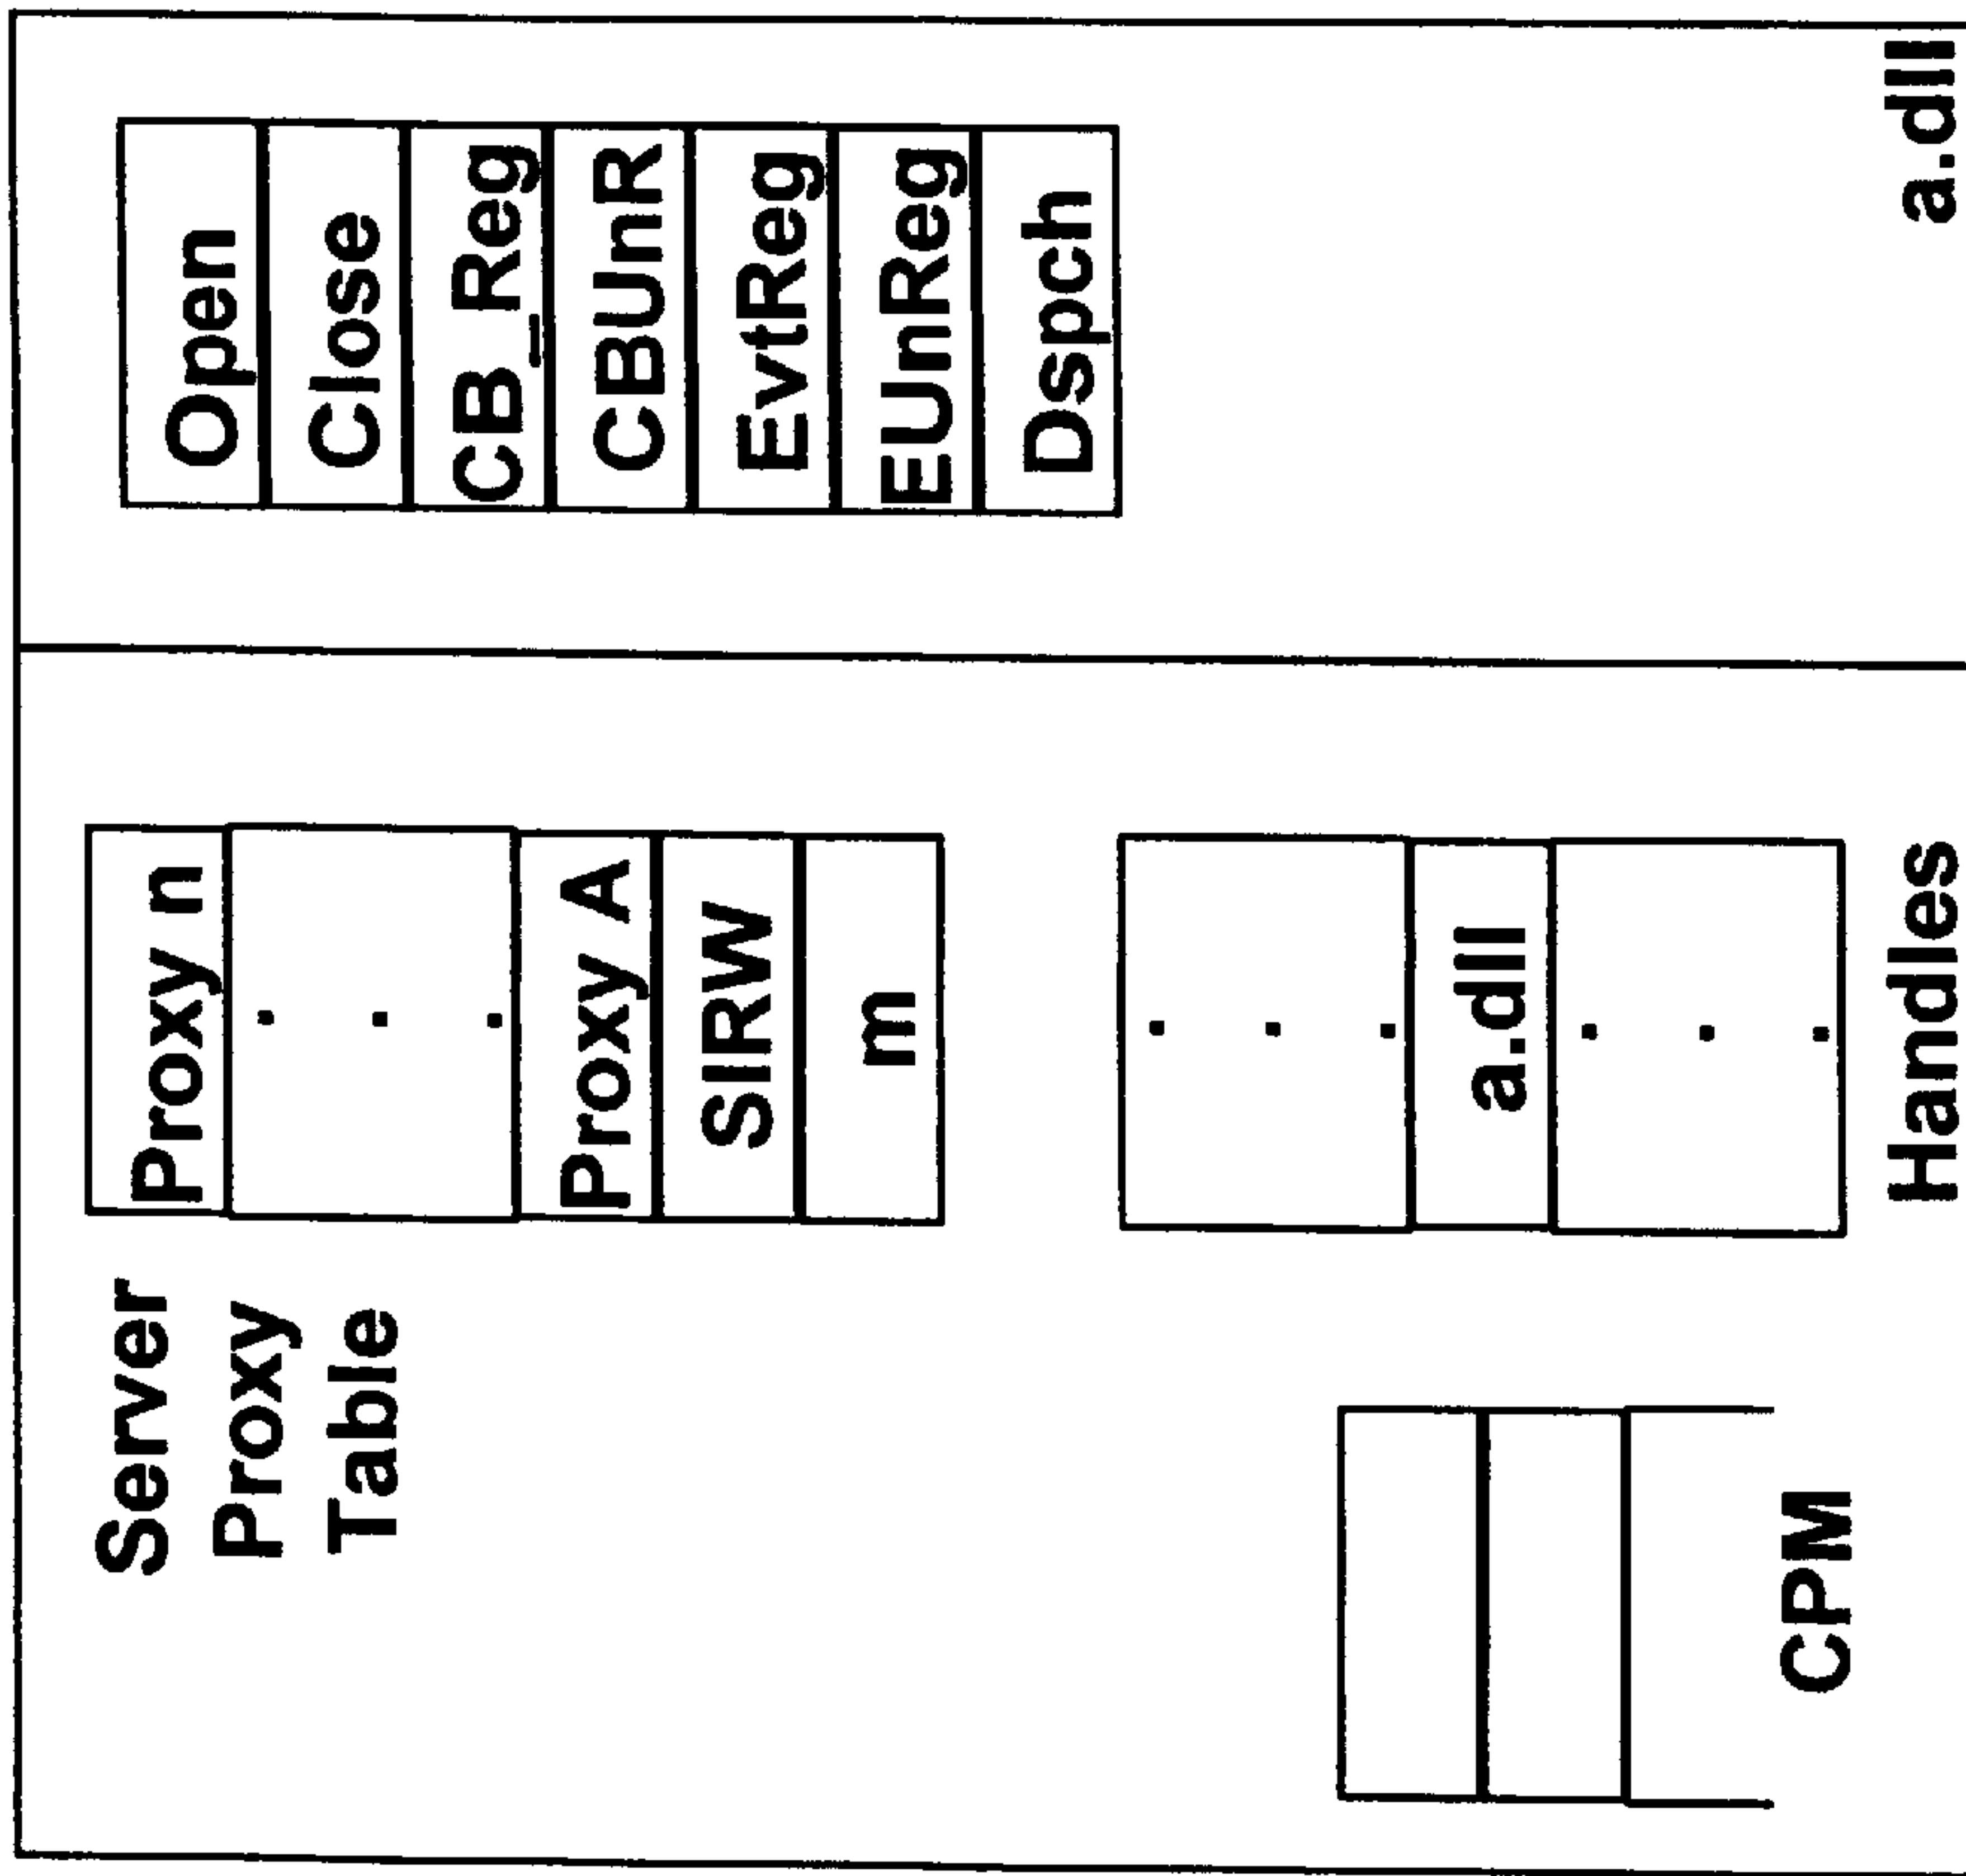 Server
Proxy
Table
CPM
Proxy n
.
.
.
Proxy A
SIRW
m
.
.
.
a.dll
.
.
.
Handles
Open
Close
CB_Reg
CBUnR
EvtReg
EUnReg
Dspch
a.dll